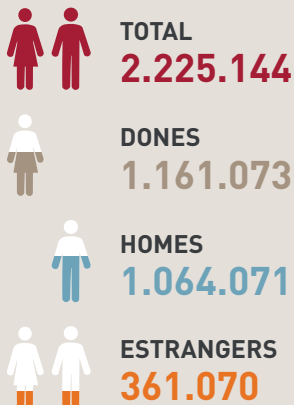 TOTAL
2.225.144
DONES
1.161.073
HOMES
1.064.071
ESTRANGERS
361.070